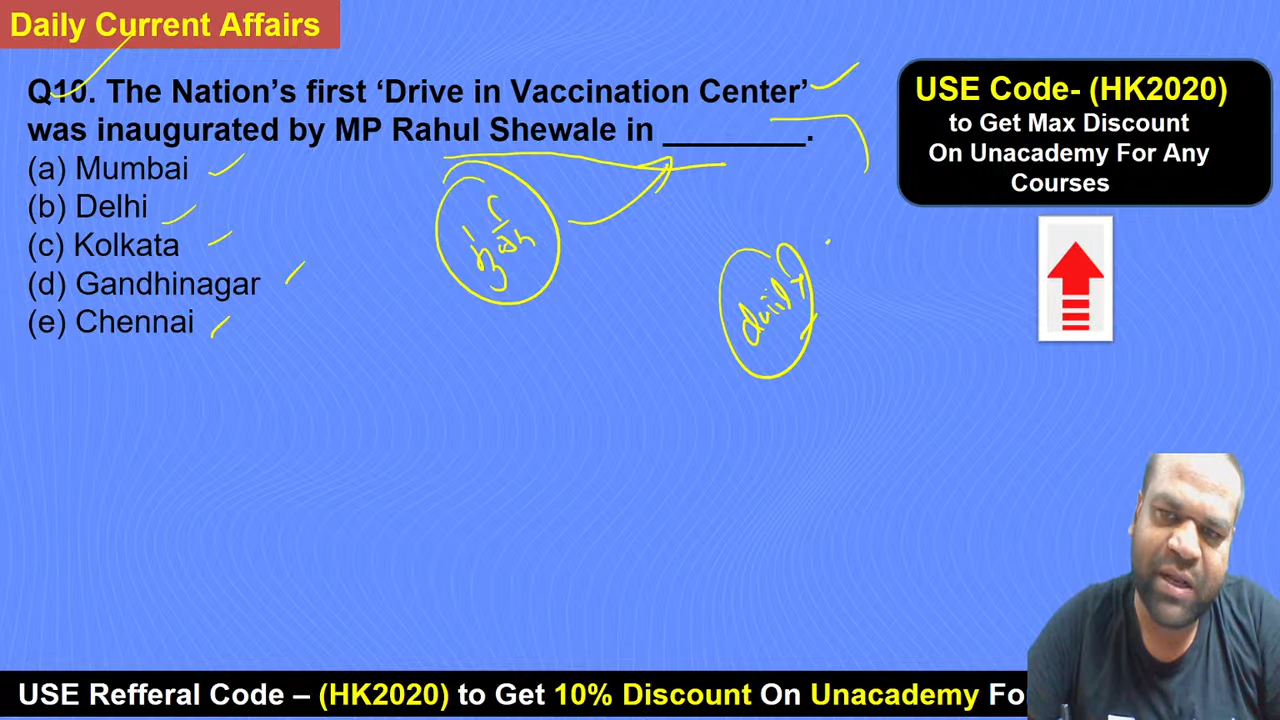 Daily Current Affairs
Q10. The Nation’s first ‘Drive in Vaccination Center’
was inaugurated by MP Rahul Shewale in ________.
(a) Mumbai
(b) Delhi
(c) Kolkata
(d) Gandhinagar
(e) Chennai
USE Code- (HK2020)
to Get Max Discount
On Unacademy For Any
Courses
daily
USE Refferal Code – (HK2020) to Get 10% Discount On Unacademy Fo